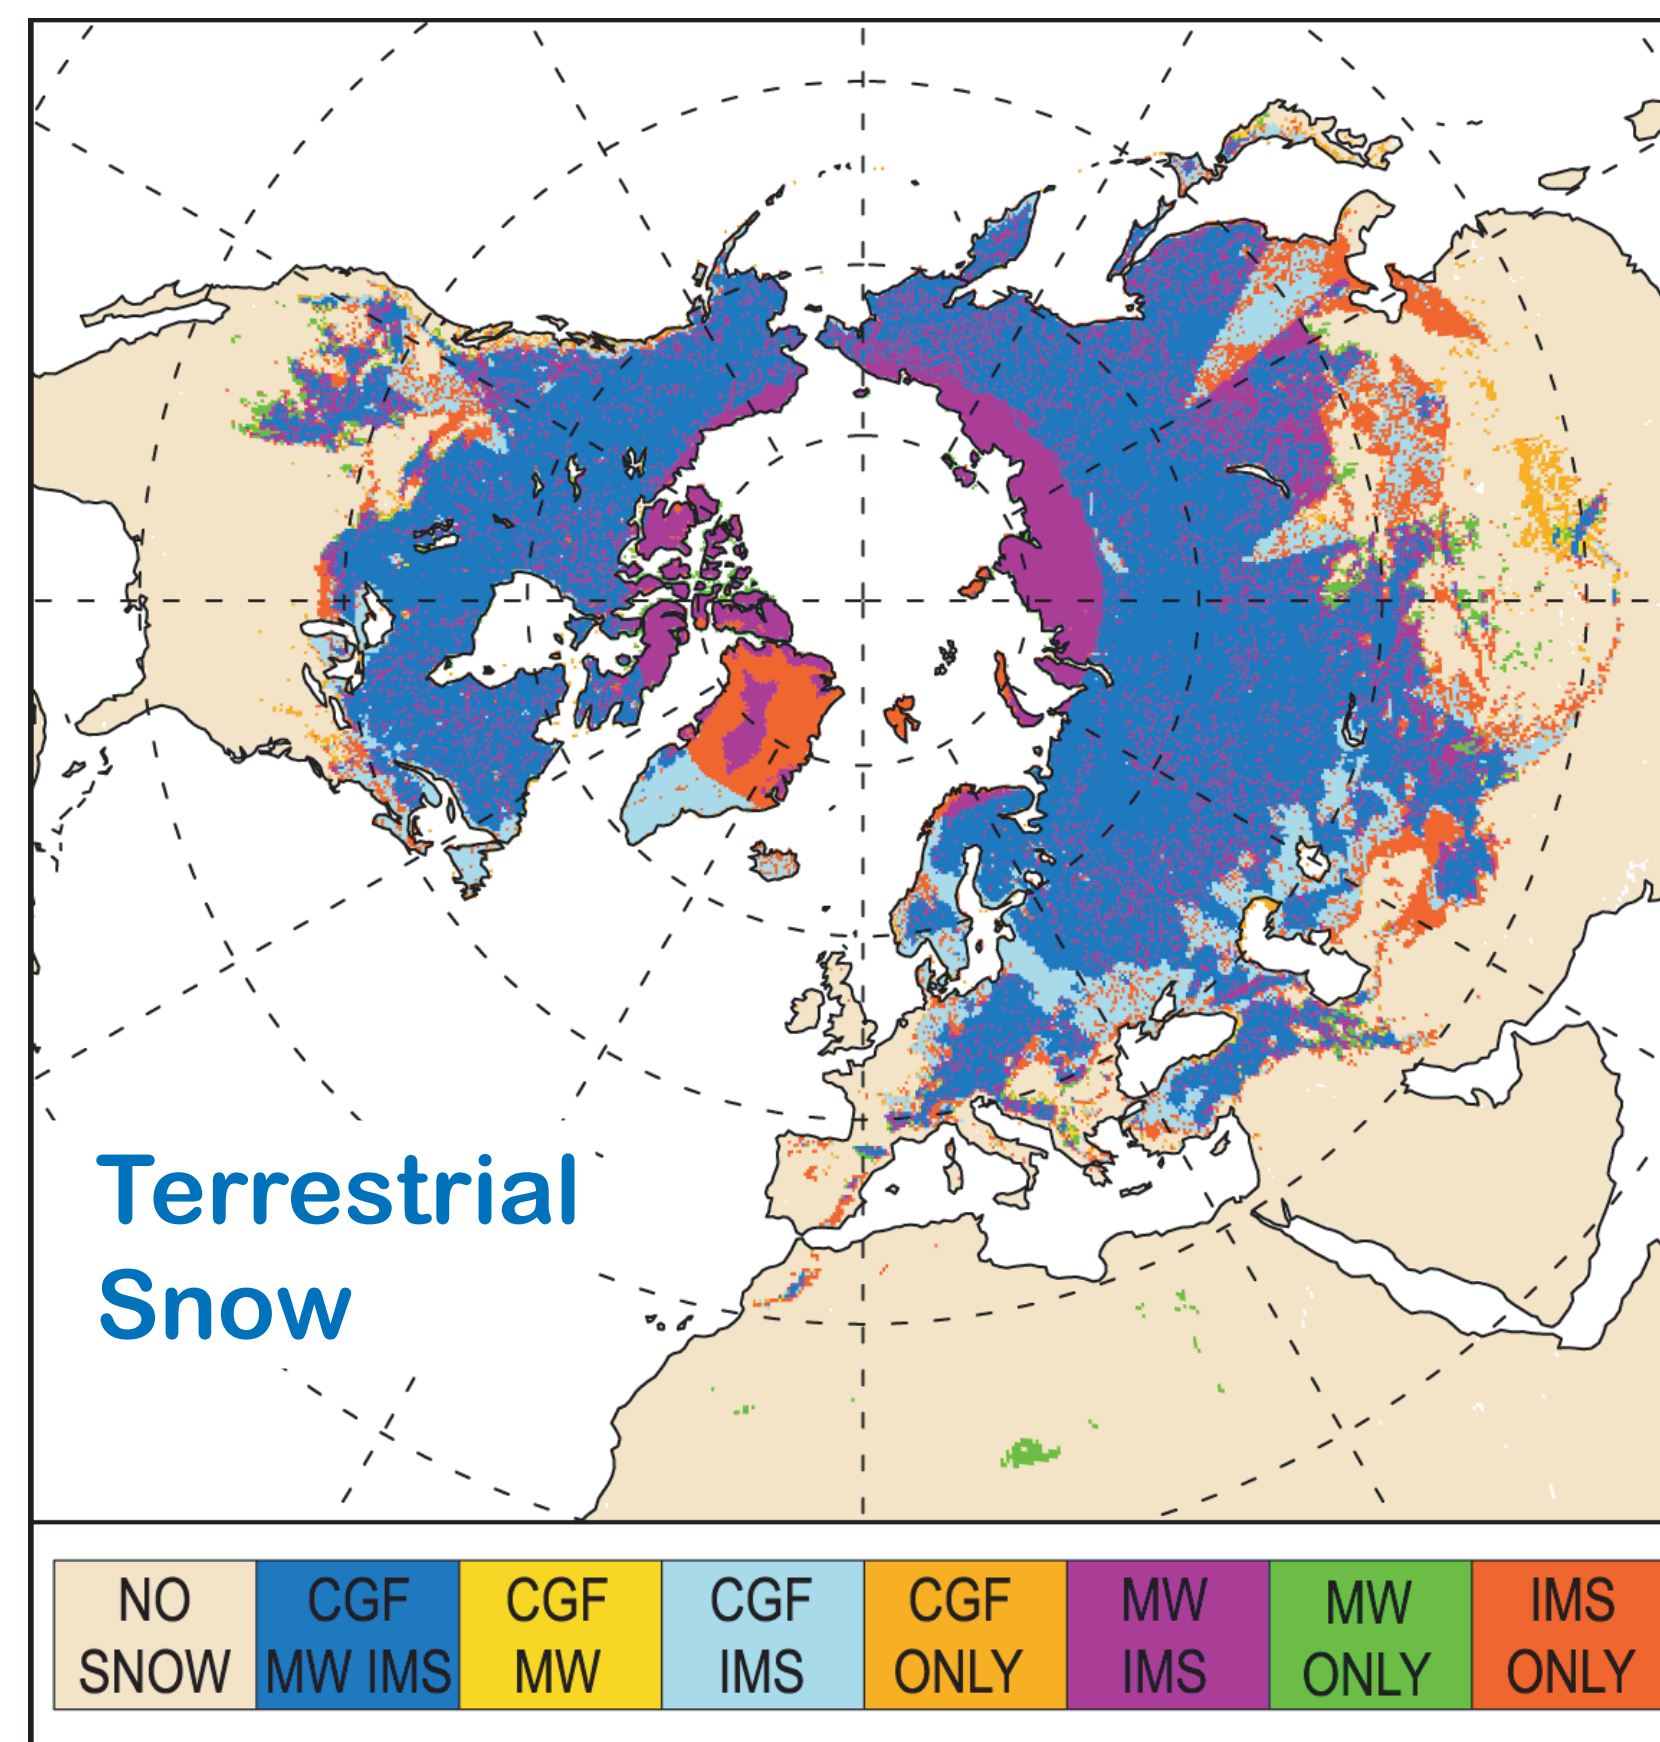 Terrestrial
Snow
NO
SNOW
CGF
MW IMS
CGF
MW
CGF
IMS
CGF
ONLY
MW
IMS
MW
ONLY
IMS
ONLY